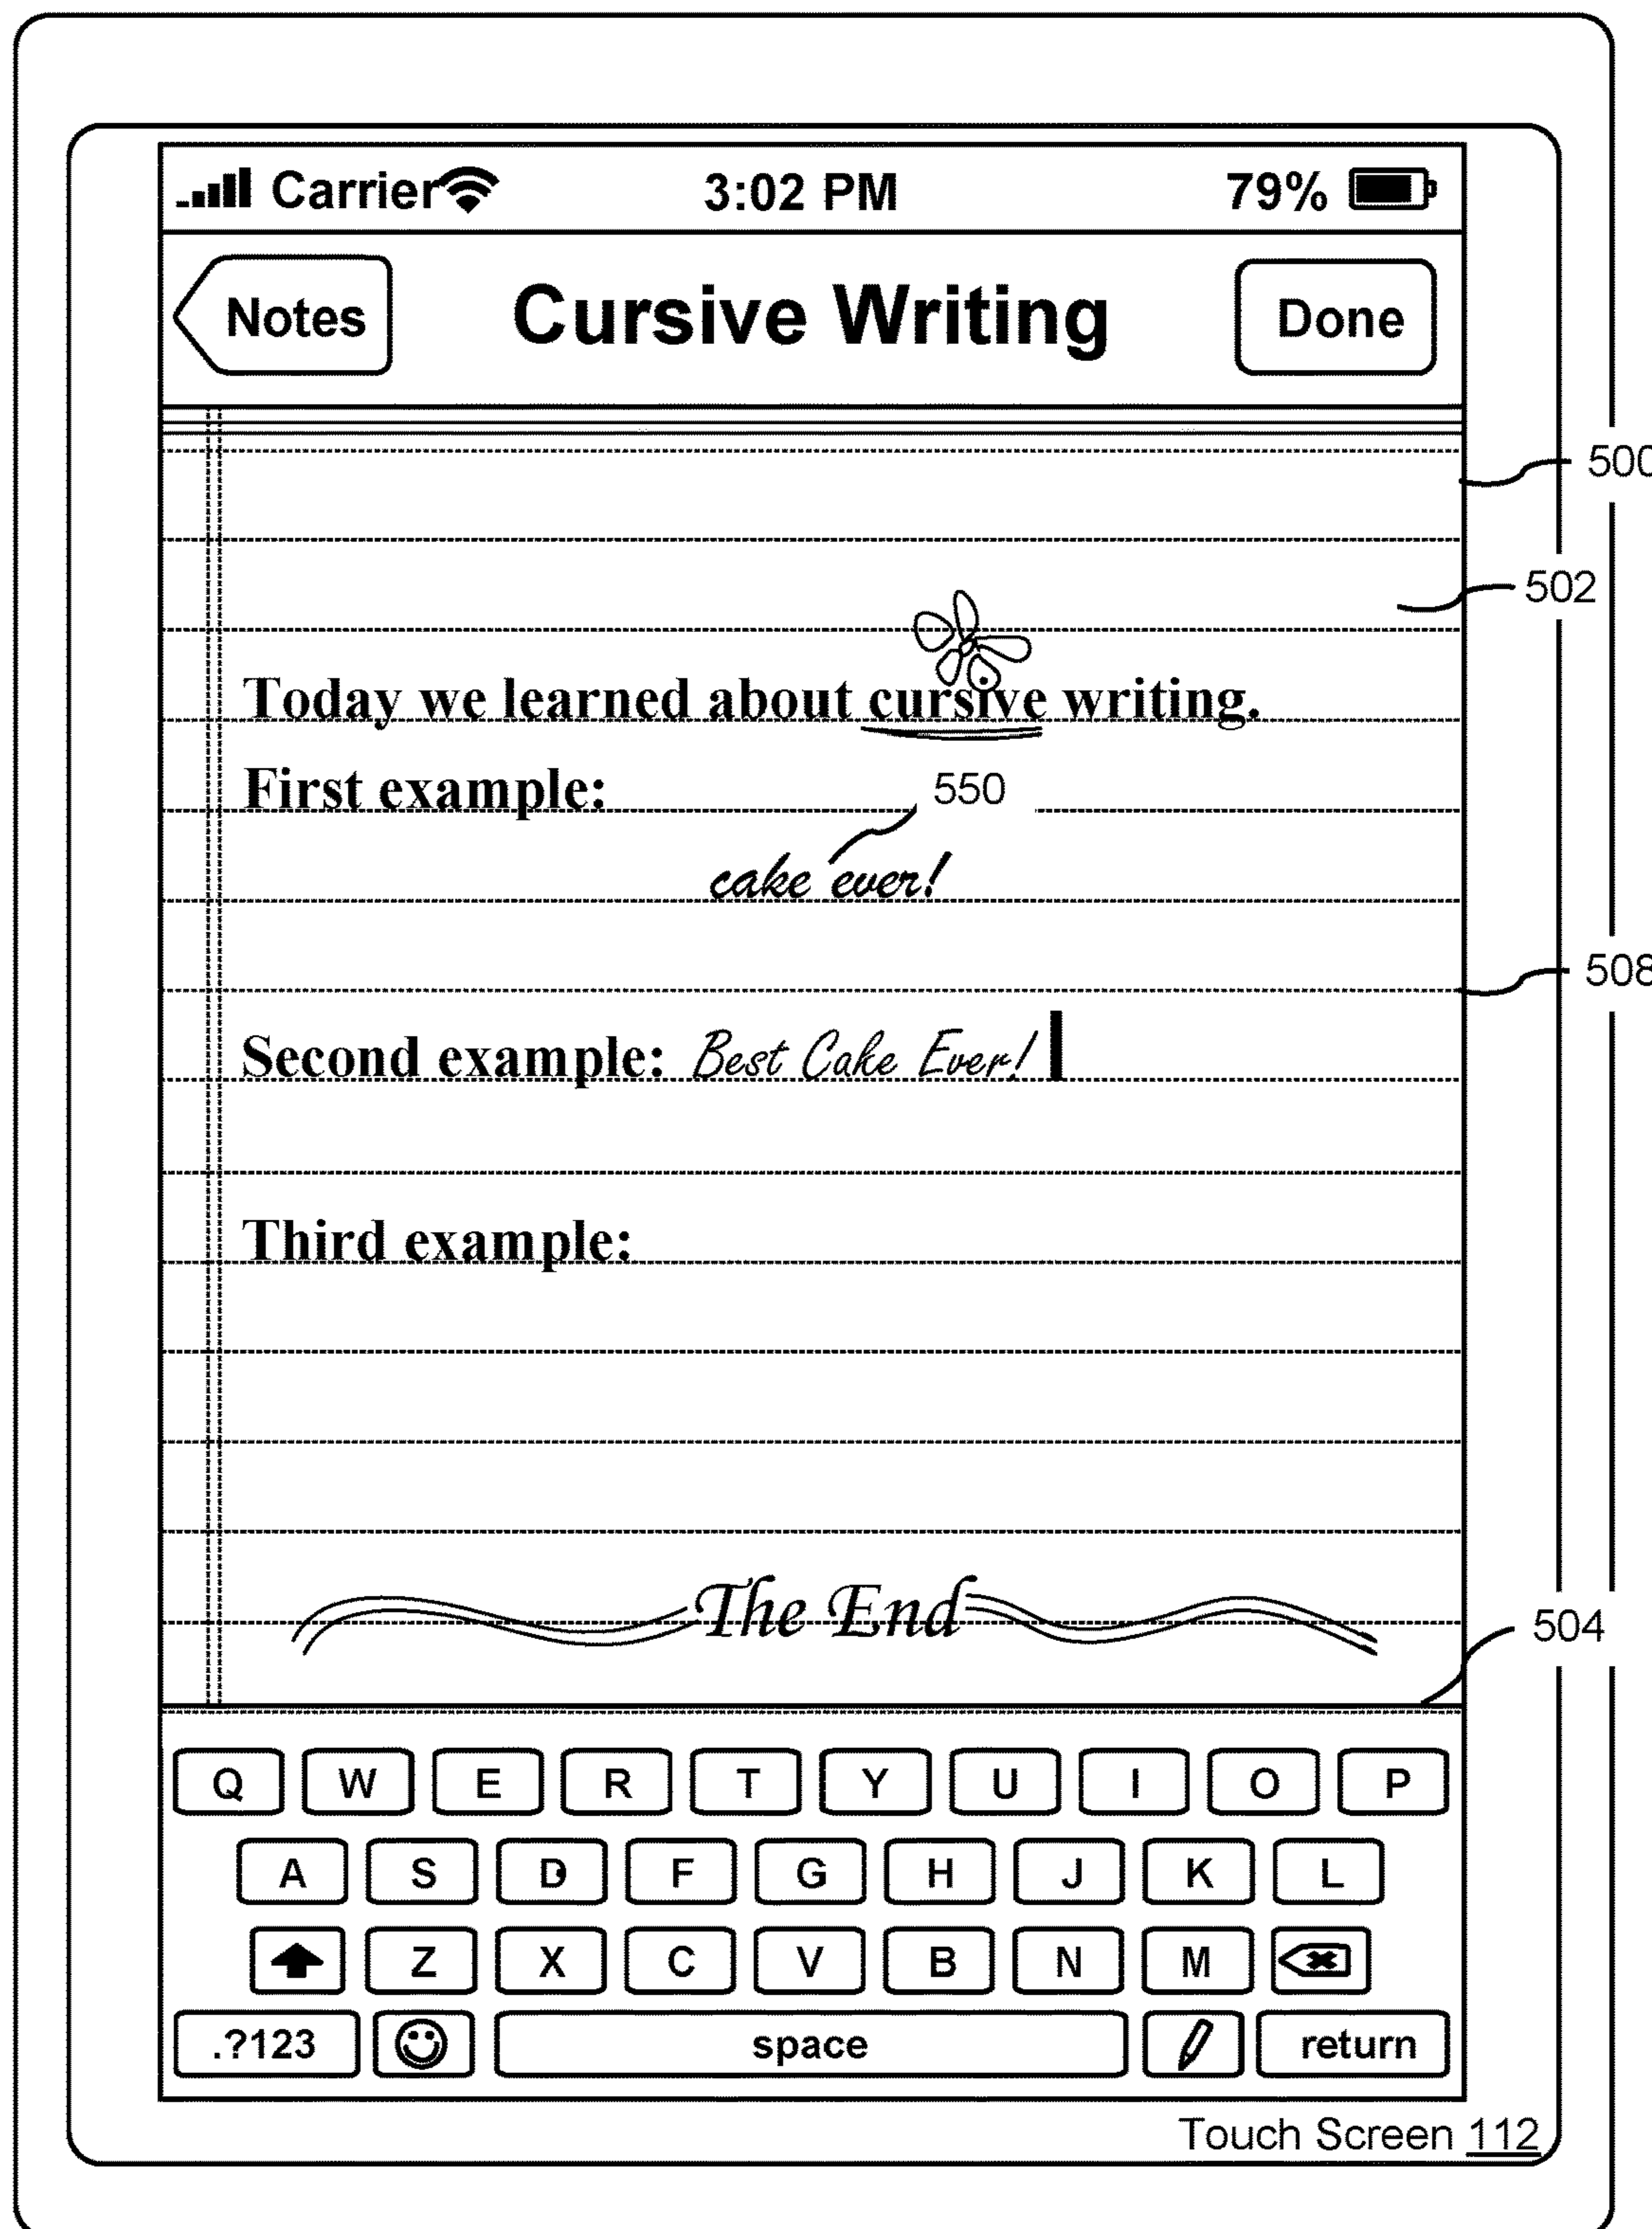 Carrier 3:02 PM 79%
Notes Cursive Writing Done
500
502
Today we learned about cursive writing.
First example: 550
cake ever!
508
Second example: Best Cake Ever!
Third example:
The End
504
Q W E R T Y U I O P
A S D F G H J K L
Z X C V B N M
.?123 space return
Touch Screen 112